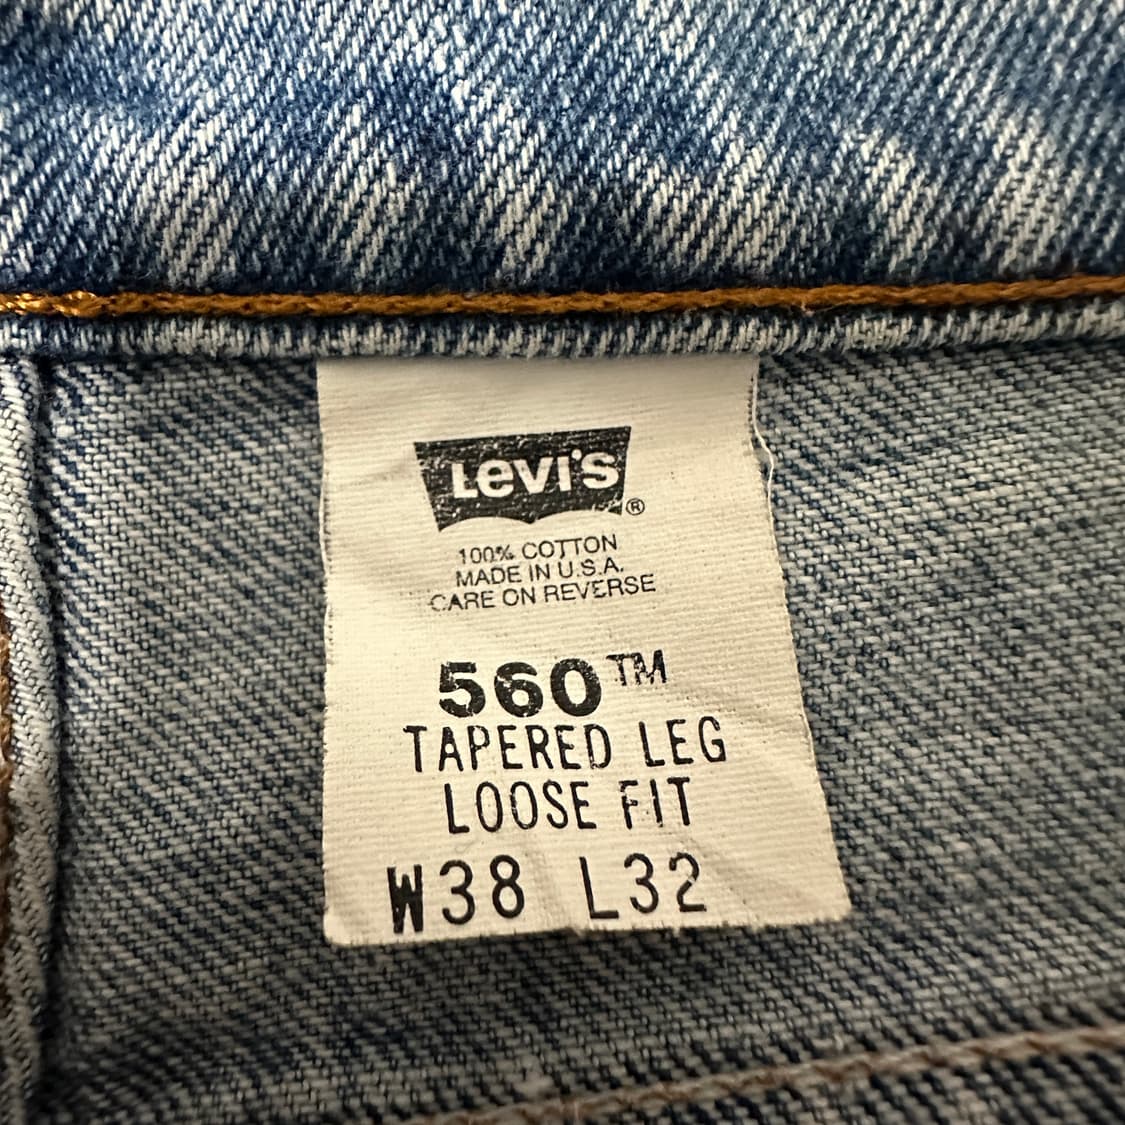 Levi's®
100% COTTON
MADE IN U.S.A.
CARE ON REVERSE
560™
TAPERED LEG
LOOSE FIT
W38 L32